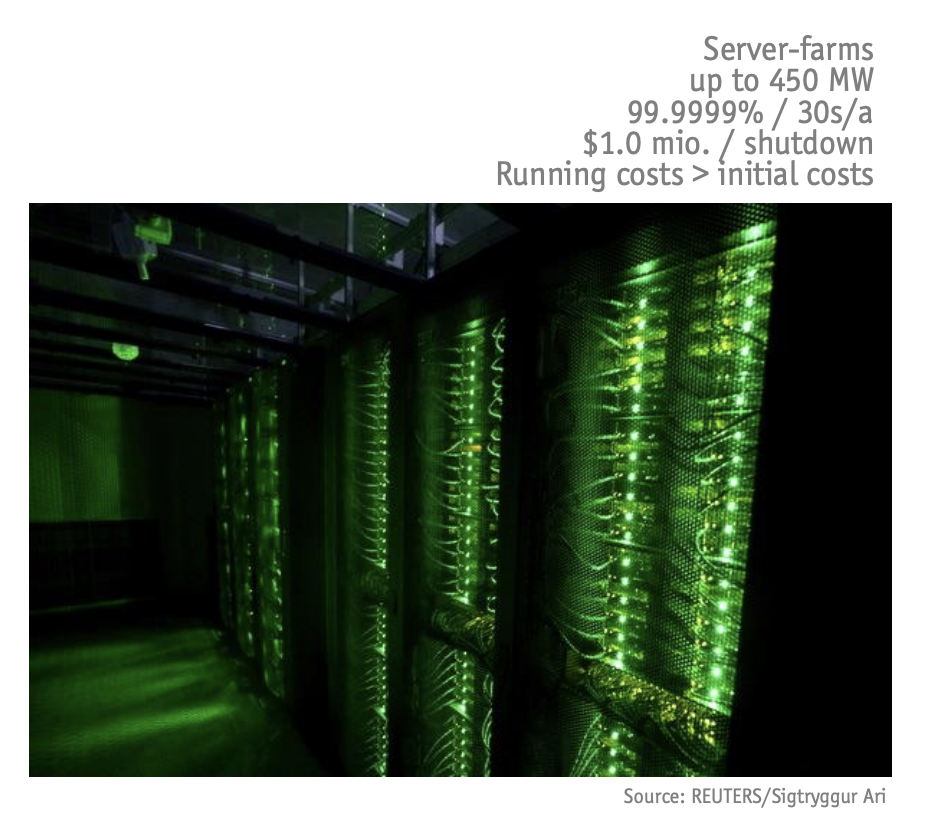 Server-farms
up to 450 MW
99.9999% / 30s/a
$1.0 mio. / shutdown
Running costs > initial costs
Source: REUTERS/Sigtryggur Ari